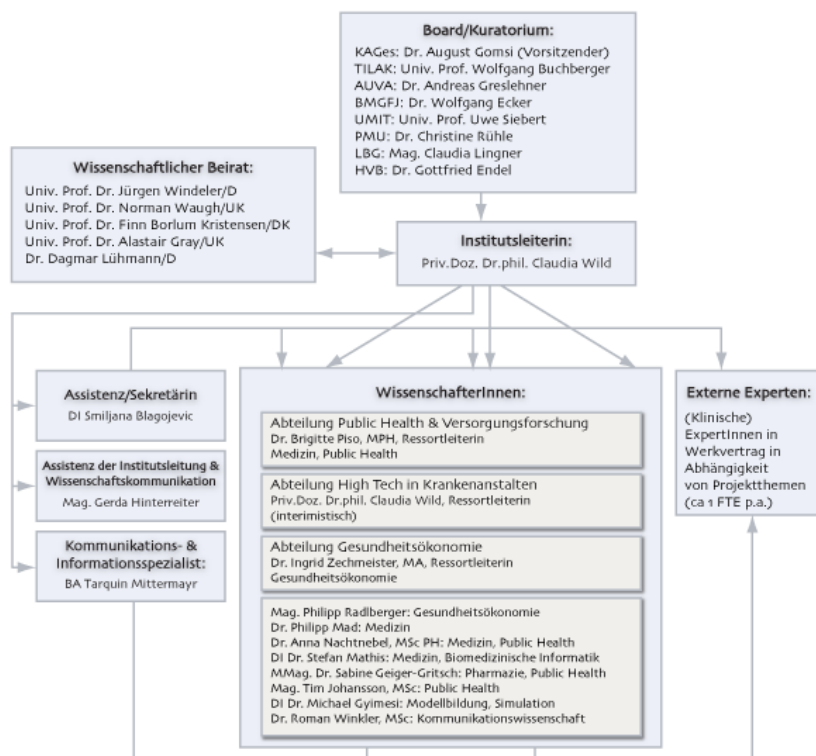 Board/Kuratorium:
KAGes: Dr. August Gomsi (Vorsitzender)
TILAK: Univ. Prof. Wolfgang Buchberger
AUVA: Dr. Andreas Greslehner
BMGFJ: Dr. Wolfgang Ecker
UMIT: Univ. Prof. Uwe Siebert
PMU: Dr. Christine Rühle
LBG: Mag. Claudia Lingner
HVB: Dr. Gottfried Endel
Wissenschaftlicher Beirat:
Univ. Prof. Dr. Jürgen Windeler/D
Univ. Prof. Dr. Norman Waugh/UK
Univ. Prof. Dr. Finn Borlum Kristensen/DK
Univ. Prof. Dr. Alastair Gray/UK
Dr. Dagmar Lühmann/D
Institutsleiterin:
Priv.Doz. Dr.phil. Claudia Wild
Assistenz/Sekretärin
DI Smiljana Blagojevic
Assistenz der Institutsleitung &
Wissenschaftskommunikation
Mag. Gerda Hinterreiter
Kommunikations- &
Informationsspezialist:
BA Tarquin Mittermayr
WissenschafterInnen:
Abteilung Public Health & Versorgungsforschung
Dr. Brigitte Piso, MPH, Ressortleiterin
Medizin, Public Health
Abteilung High Tech in Krankenanstalten
Priv.Doz. Dr.phil. Claudia Wild, Ressortleiterin
(interimistisch)
Abteilung Gesundheitsökonomie
Dr. Ingrid Zechmeister, MA, Ressortleiterin
Gesundheitsökonomie
Mag. Philipp Radlberger: Gesundheitsökonomie
Dr. Philipp Mad: Medizin
Dr. Anna Nachtnebel, MSc PH: Medizin, Public Health
DI Dr. Stefan Mathis: Medizin, Biomedizinische Informatik
MMag. Dr. Sabine Geiger-Gritsch: Pharmazie, Public Health
Mag. Tim Johansson, MSc: Public Health
DI Dr. Michael Gyimesi: Modellbildung, Simulation
Dr. Roman Winkler, MSc: Kommunikationswissenschaft
Externe Experten:
(Klinische)
ExpertInnen in
Werkvertrag in
Abhängigkeit
von Projektthemen
(ca 1 FTE p.a.)